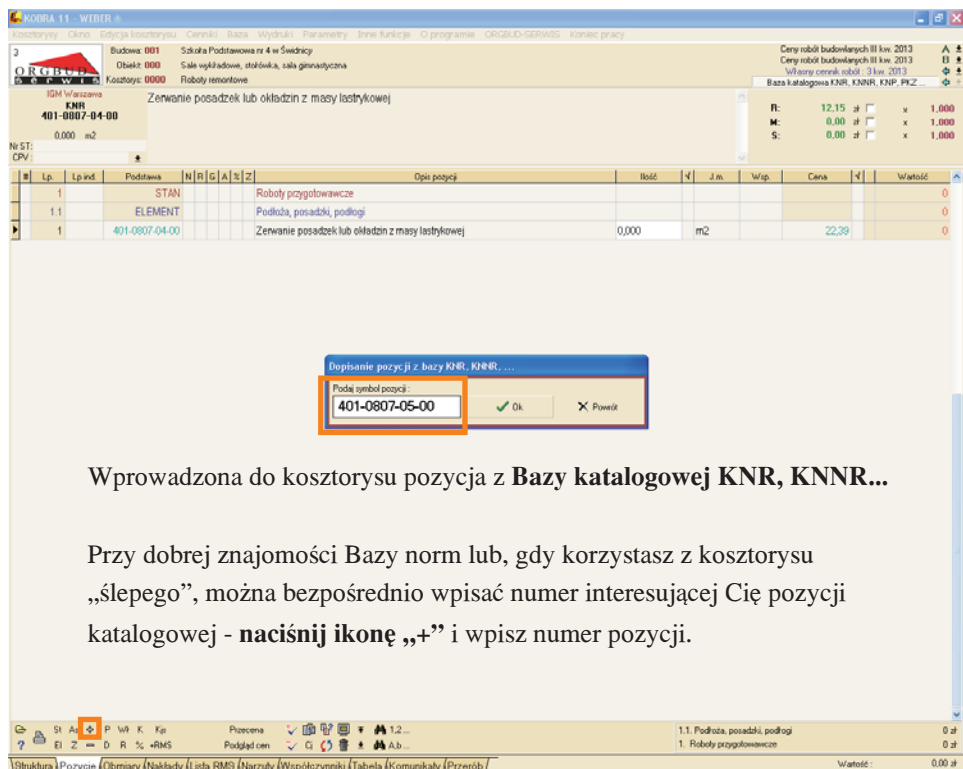 KOBRA 11 - WEBER
Kosztorysy Okno Edycja kosztorysu Cenniki Baza Wydruki Parametry Inne funkcje O programie ORGBUD-SERWIS Koniec pracy
3
ORGBUD
Serwis
Budowa: 001 Szkoła Podstawowa nr 4 w Świdnicy
Obiekt: 000 Sale wykładowe, stołówka, sala gimnastyczna
Kosztorys: 0000 Roboty remontowe
Ceny robót budowlanych III kw. 2013 A
Ceny robót budowlanych III kw. 2013 B
Własny cennik robót : 3 kw. 2013
Baza katalogowa KNR, KNNR, KNP, PKZ ...
IGM Warszawa
KNR
401-0807-04-00
0,000 m2
Nr ST:
CPV :
Zerwanie posadzek lub okładzin z masy lastrykowej
R: 12,15 zł x 1,000
M: 0,00 zł x 1,000
S: 0,00 zł x 1,000
Lp. Lp.ind. Podstawa N R G A % Z Opis pozycji Ilość √ J.m. Wsp. Cena √ Wartość
1 STAN Roboty przygotowawcze 0
1.1 ELEMENT Podłoża, posadzki, podłogi 0
1 401-0807-04-00 Zerwanie posadzek lub okładzin z masy lastrykowej 0,000 m2 22,39 0
Dopisanie pozycji z bazy KNR, KNNR, ...
Podaj symbol pozycji :
401-0807-05-00 Ok Powrót
Wprowadzona do kosztorysu pozycja z Bazy katalogowej KNR, KNNR...
Przy dobrej znajomości Bazy norm lub, gdy korzystasz z kosztorysu
„ślepego”, można bezpośrednio wpisać numer interesującej Cię pozycji
katalogowej - naciśnij ikonę „+” i wpisz numer pozycji.
St P K Przecena 1,2 ...
? El Z D R % +RMS Podgląd cen Cj A,b ...
1.1. Podłoża, posadzki, podłogi 0 zł
1. Roboty przygotowawcze 0 zł
Struktura Pozycje Obmiary Nakłady Lista RMS Narzuty Współczynniki Tabela Komunikaty Przerób
Wartość : 0,00 zł